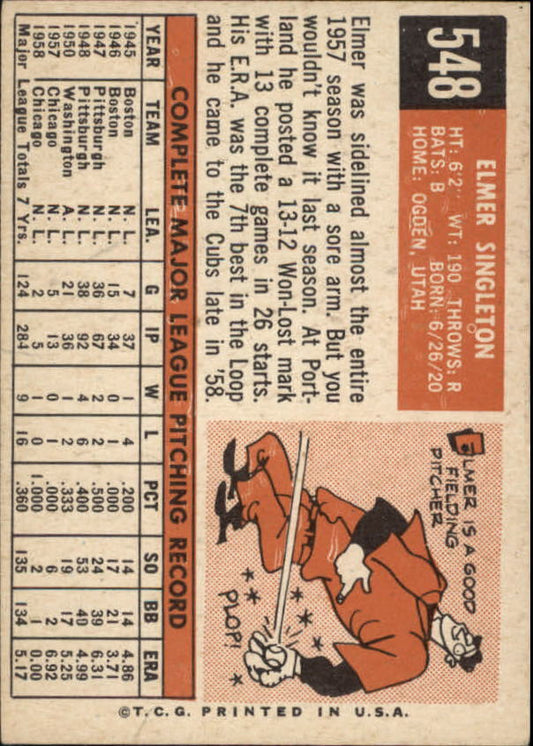 548
ELMER SINGLETON
HT: 6'2" WT: 190 THROWS: R
BATS: B BORN: 6/26/20
HOME: OGDEN, UTAH
Elmer was sidelined almost the entire
1957 season with a sore arm. But you
wouldn't know it last season. At Port-
land he posted a 13-12 Won-Lost mark
with 13 complete games in 26 starts.
His E.R.A. was the 7th best in the Loop
and he came to the Cubs late in '58.
ELMER IS A GOOD
FIELDING
PITCHER
PLOP!
COMPLETE MAJOR LEAGUE PITCHING RECORD
YEAR TEAM LEA. G IP W L PCT SO BB ERA
1945 Boston N. L. 7 37 1 4 .200 14 14 4.86
1946 Boston N. L. 15 34 0 1 .000 17 21 3.71
1947 Pittsburgh N. L. 36 67 2 2 .500 24 39 6.31
1948 Pittsburgh N. L. 38 92 4 6 .400 53 40 4.99
1950 Washington A. L. 21 36 1 2 .333 19 17 5.25
1957 Chicago N. L. 5 13 0 1 .000 6 2 6.92
1958 Chicago N. L. 2 5 1 0 1.000 2 1 0.00
Major League Totals 7 Yrs. 124 284 9 16 .360 135 134 5.17
©T.C.G. PRINTED IN U.S.A.